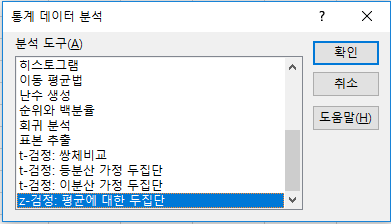 통계 데이터 분석
?
분석 도구(A)
히스토그램
이동 평균법
난수 생성
순위와 백분율
회귀 분석
표본 추출
t-검정: 쌍체비교
t-검정: 등분산 가정 두집단
t-검정: 이분산 가정 두집단
z-검정: 평균에 대한 두집단
확인
취소
도움말(H)